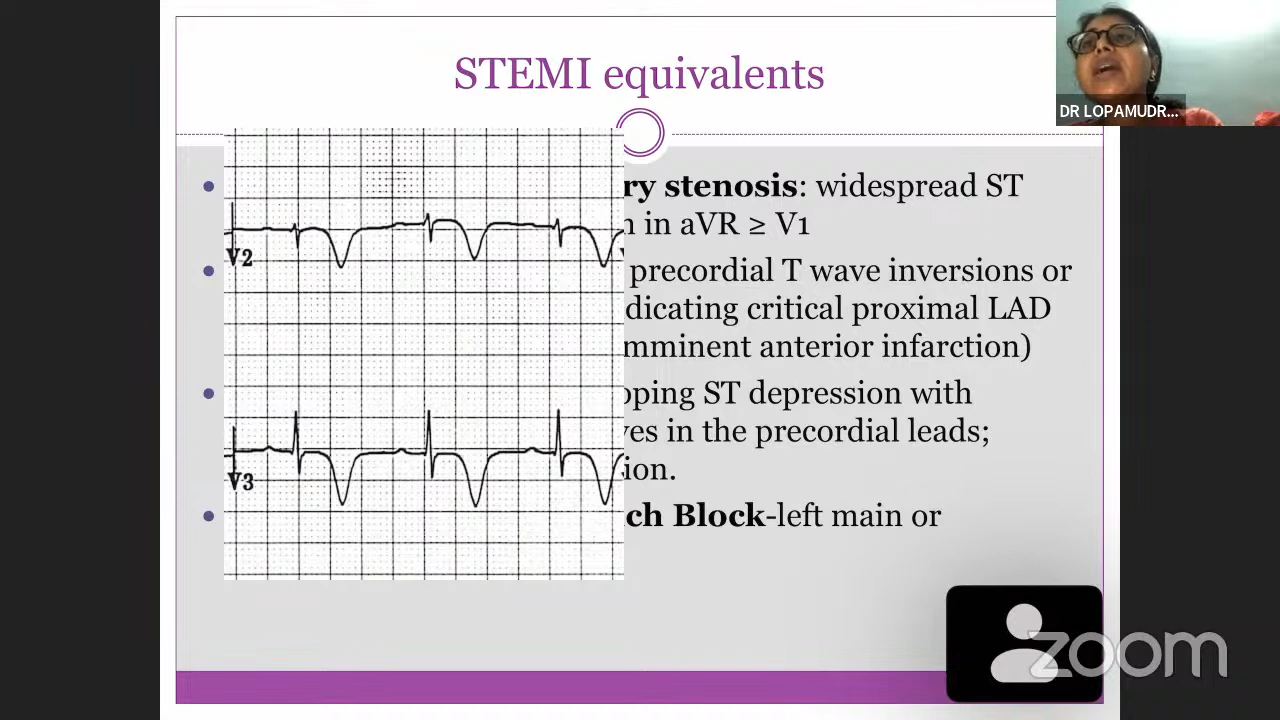 STEMI equivalents
DR LOPAMUDR...
ry stenosis: widespread ST
n in aVR ≥ V1
V2
precordial T wave inversions or
dicating critical proximal LAD
mminent anterior infarction)
oping ST depression with
ves in the precordial leads;
V3
ion.
ch Block-left main or
zoom